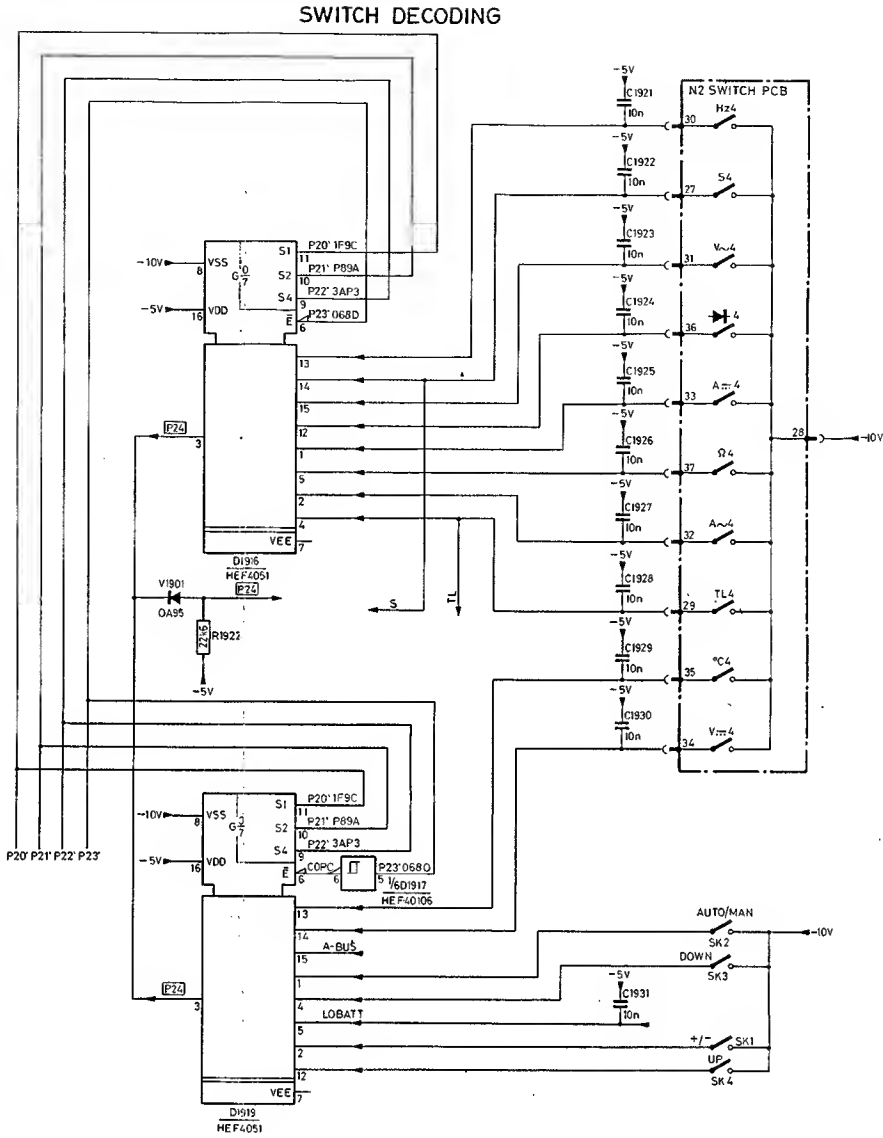 SWITCH DECODING
-5V
C1921
10n
N2 SWITCH PCB
Hz4
30
-5V
C1922
10n
S4
27
-5V
C1923
10n
V~4
31
-5V
C1924
10n
4
36
-5V
C1925
10n
A⎓4
33
-5V
C1926
10n
Ω4
37
28
-10V
-5V
C1927
10n
A~4
32
-5V
C1928
10n
TL4
29
-5V
C1929
10n
°C4
35
-5V
C1930
10n
V⎓4
34
-10V
8
VSS
G 0/7
S1
11
P20' 1F9C
S2
10
P21' P89A
S4
9
P22' 3AP3
-5V
16
VDD
E
6
P23' 068D
13
14
15
12
1
5
2
4
P24
3
VEE
7
D1916
HEF4051
V1901
OA95
P24
22k6
R1922
-5V
S
TL
P20' P21' P22' P23'
-10V
8
VSS
S1
11
P20' 1F9C
S2
10
P21' P89A
S4
9
P22' 3AP3
-5V
16
VDD
E
6
C0PC
6
5
P23' 0680
1/6D1917
HEF40106
13
14
A-BUS
15
1
4
LOBATT
5
2
12
P24
3
VEE
7
D1919
HEF4051
AUTO/MAN
SK2
-10V
DOWN
SK3
-5V
C1931
10n
+/-
SK1
UP
SK4